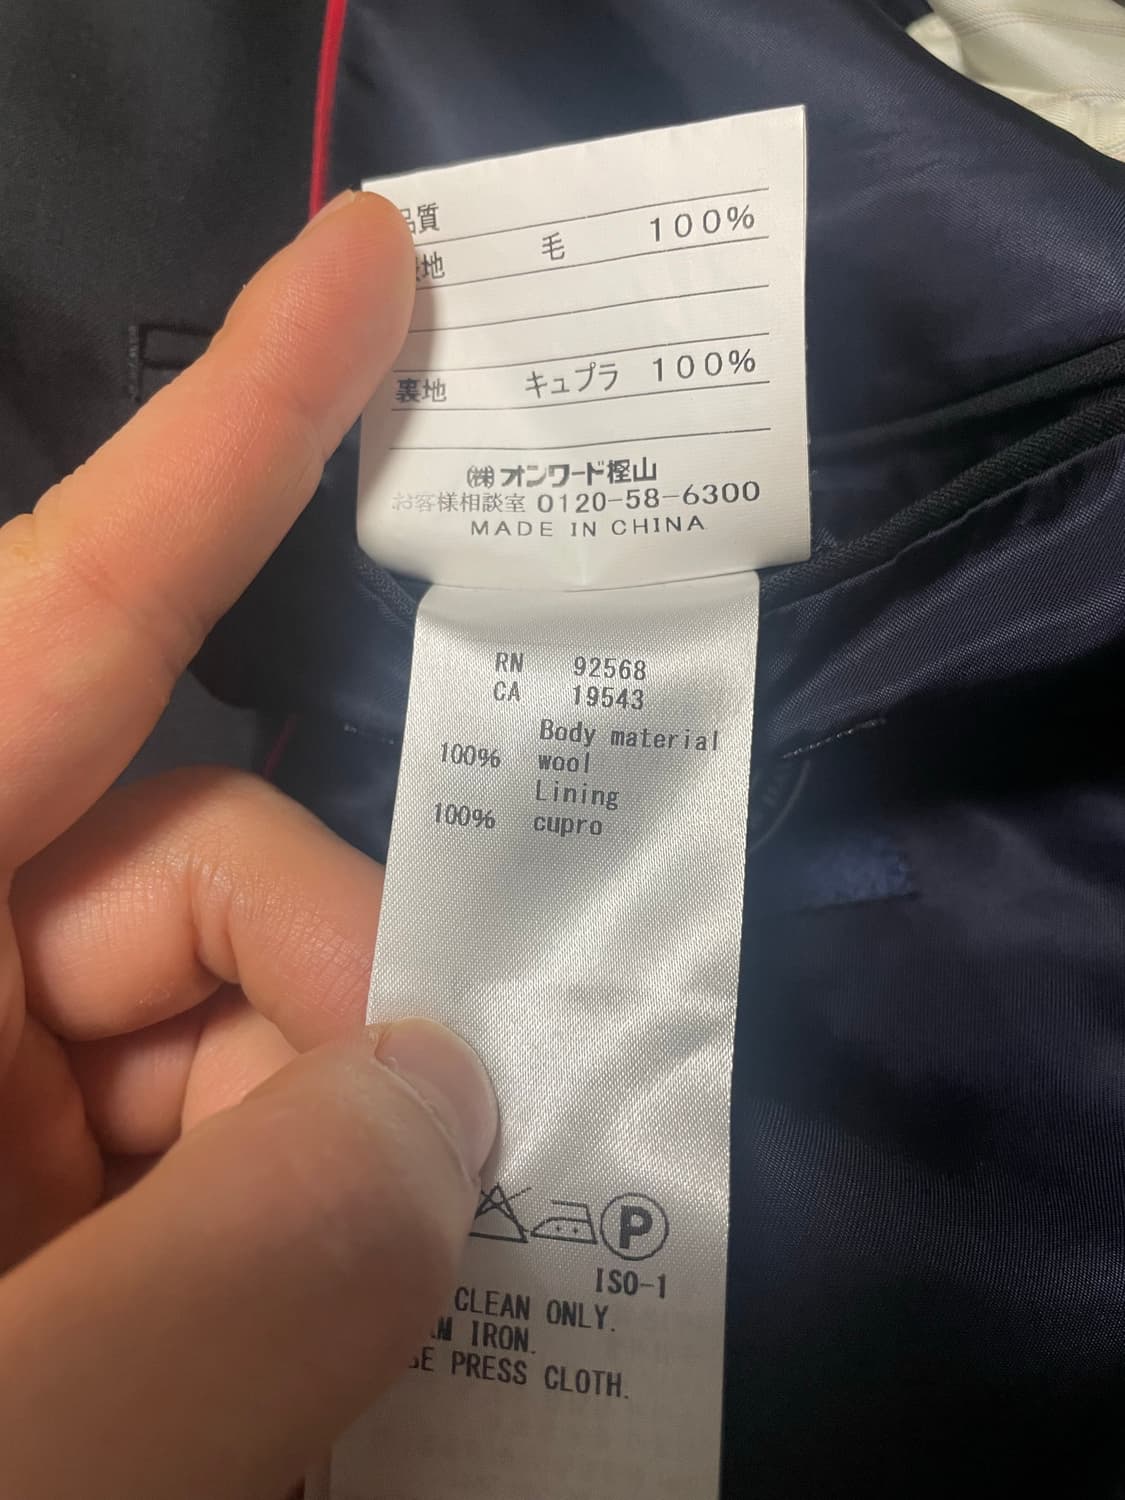 品質
表地 毛 100%
裏地 キュプラ 100%
㈱オンワード樫山
お客様相談室 0120-58-6300
MADE IN CHINA
RN 92568
CA 19543
Body material
100% wool
Lining
100% cupro
P
ISO-1
CLEAN ONLY.
IRON.
PRESS CLOTH.